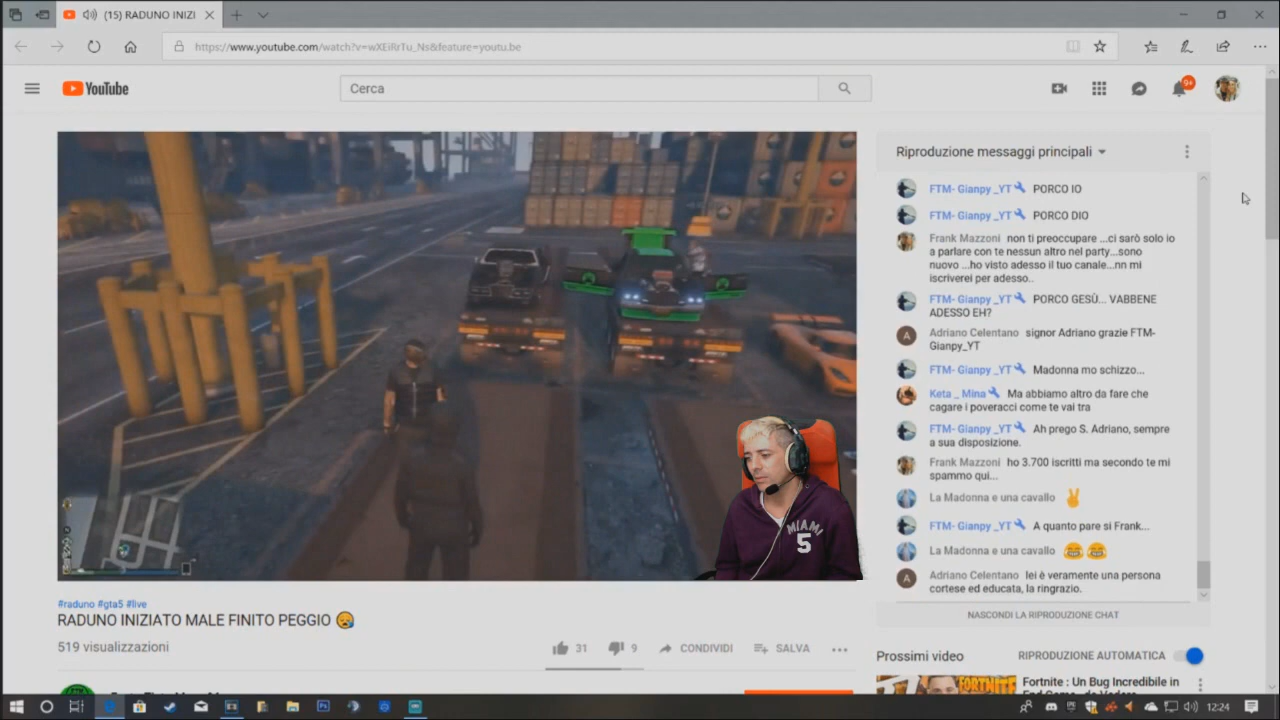 (15) RADUNO INIZI
https://www.youtube.com/watch?v=wXEiRrTu_Ns&feature=youtu.be
YouTube
Cerca
9+
Riproduzione messaggi principali
FTM- Gianpy _YT PORCO IO
FTM- Gianpy _YT PORCO DIO
Frank Mazzoni non ti preoccupare ...ci sarò solo io
a parlare con te nessun altro nel party...sono
nuovo ...ho visto adesso il tuo canale...nn mi
iscriverei per adesso..
FTM- Gianpy _YT PORCO GESÙ... VABBENE
ADESSO EH?
A
Adriano Celentano signor Adriano grazie FTM-
Gianpy_YT
FTM- Gianpy _YT Madonna mo schizzo...
Keta _ Mina Ma abbiamo altro da fare che
cagare i poveracci come te vai tra
FTM- Gianpy _YT Ah prego S. Adriano, sempre
a sua disposizione.
Frank Mazzoni ho 3.700 iscritti ma secondo te mi
spammo qui...
La Madonna e una cavallo ✌
FTM- Gianpy _YT A quanto pare si Frank...
La Madonna e una cavallo 😂😂
A
Adriano Celentano lei è veramente una persona
cortese ed educata, la ringrazio.
NASCONDI LA RIPRODUZIONE CHAT
MIAMI
5
#raduno #gta5 #live
RADUNO INIZIATO MALE FINITO PEGGIO 😪
519 visualizzazioni
31
9
CONDIVIDI
SALVA
Prossimi video
RIPRODUZIONE AUTOMATICA
FORTNITE
Fortnite : Un Bug Incredibile in
12:24